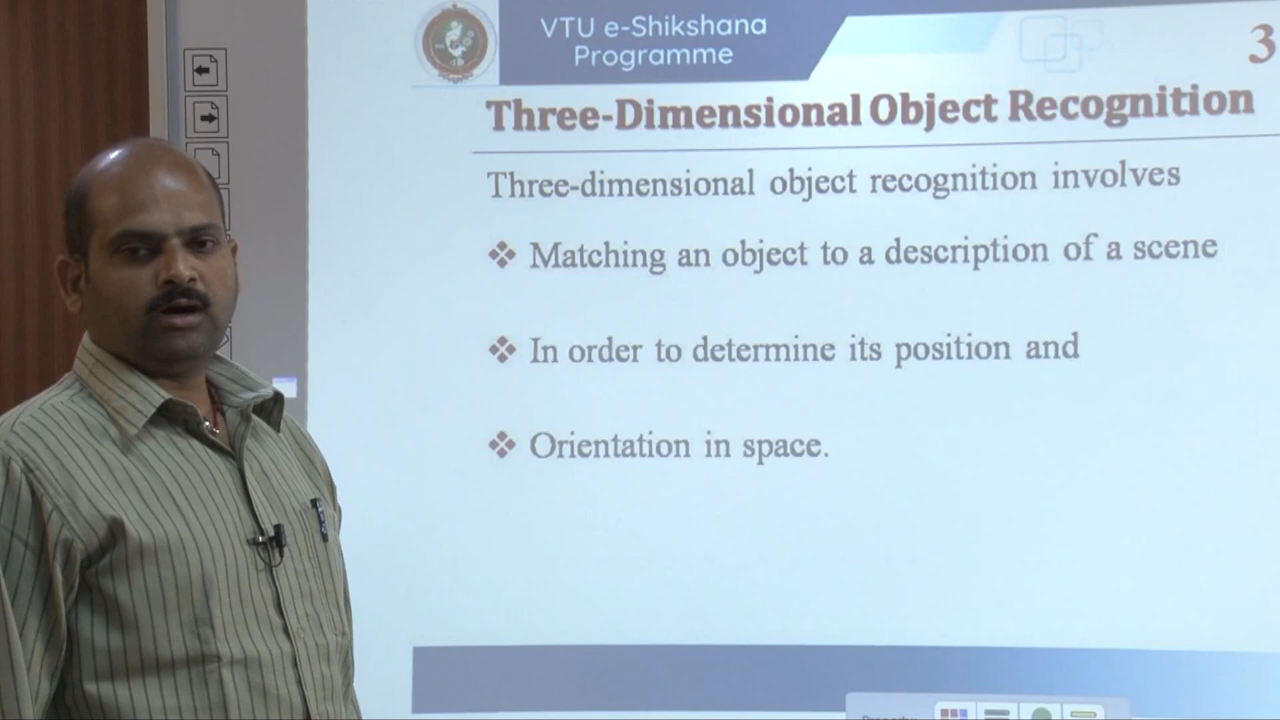 VTU e-Shikshana
Programme
3
Three-Dimensional Object Recognition
Three-dimensional object recognition involves
❖ Matching an object to a description of a scene
❖ In order to determine its position and
❖ Orientation in space.